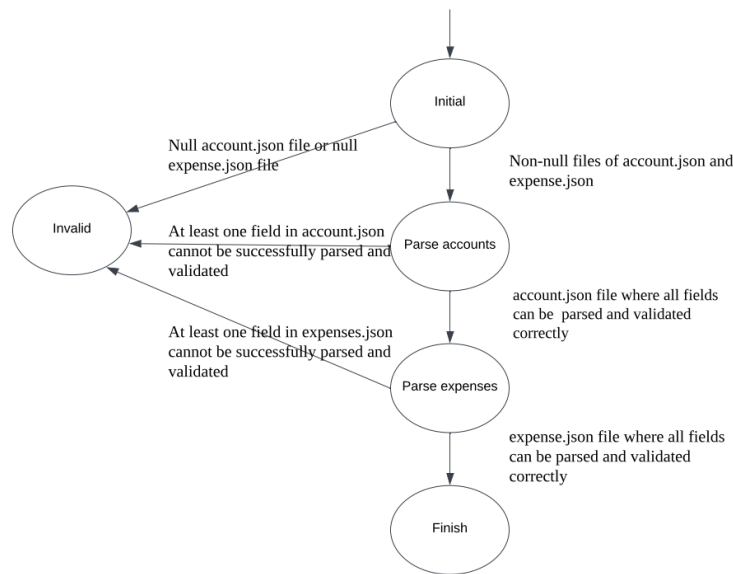 Initial
Null account.json file or null
expense.json file
Non-null files of account.json and
expense.json
Invalid
At least one field in account.json
cannot be successfully parsed and
validated
Parse accounts
account.json file where all fields
can be  parsed and validated
correctly
At least one field in expenses.json
cannot be successfully parsed and
validated
Parse expenses
expense.json file where all fields
can be parsed and validated
correctly
Finish